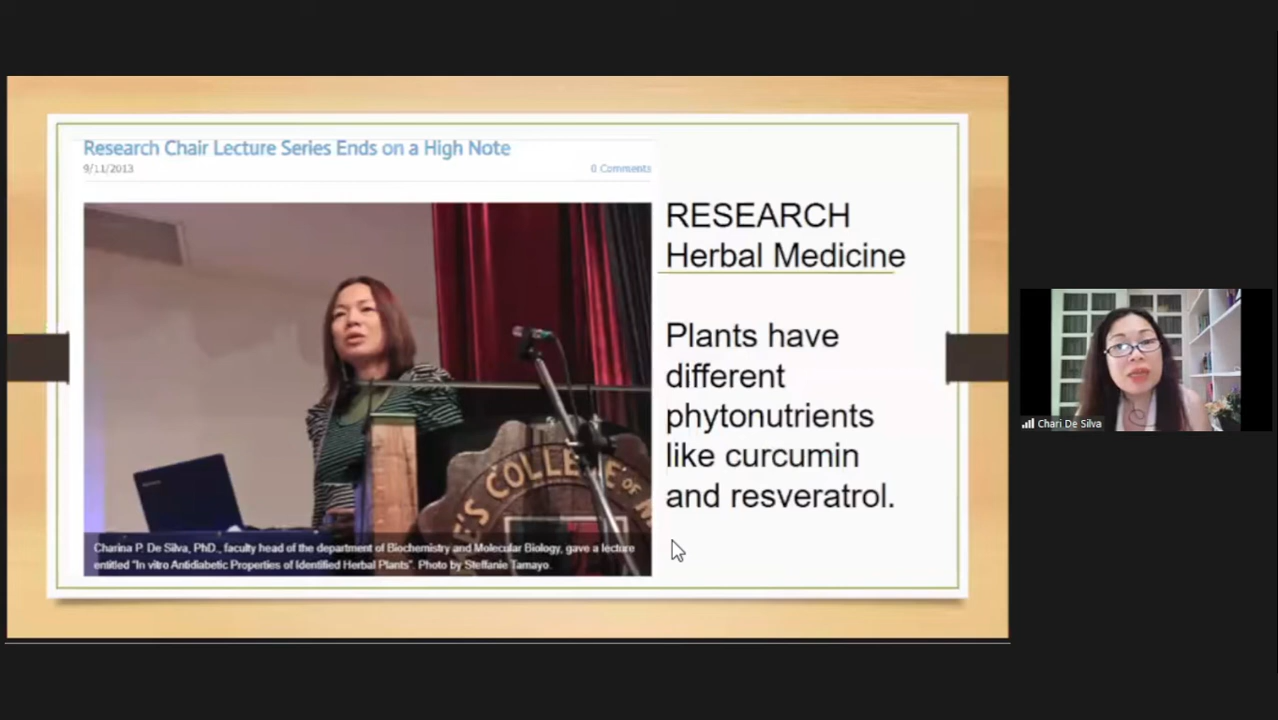 Research Chair Lecture Series Ends on a High Note
9/11/2013
0 Comments
E'S COLLEGE OF M
Charina P. De Silva, PhD., faculty head of the department of Biochemistry and Molecular Biology, gave a lecture
entitled "In vitro Antidiabetic Properties of Identified Herbal Plants". Photo by Steffanie Tamayo.
RESEARCH
Herbal Medicine
Plants have
different
phytonutrients
like curcumin
and resveratrol.
Chari De Silva